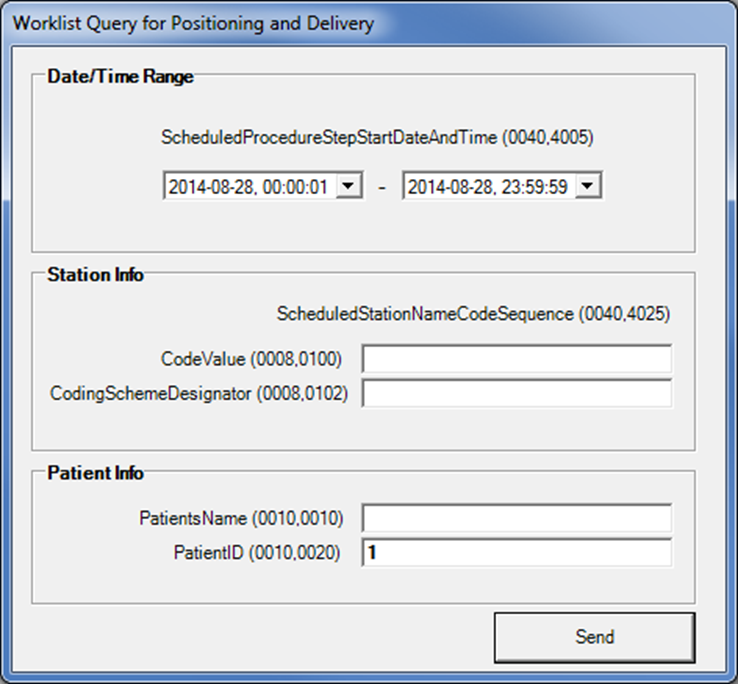 Worklist Query for Positioning and Delivery
Date/Time Range
ScheduledProcedureStepStartDateAndTime (0040,4005)
2014-08-28, 00:00:01 - 2014-08-28, 23:59:59
Station Info
ScheduledStationNameCodeSequence (0040,4025)
CodeValue (0008,0100)
CodingSchemeDesignator (0008,0102)
Patient Info
PatientsName (0010,0010)
PatientID (0010,0020) 1
Send